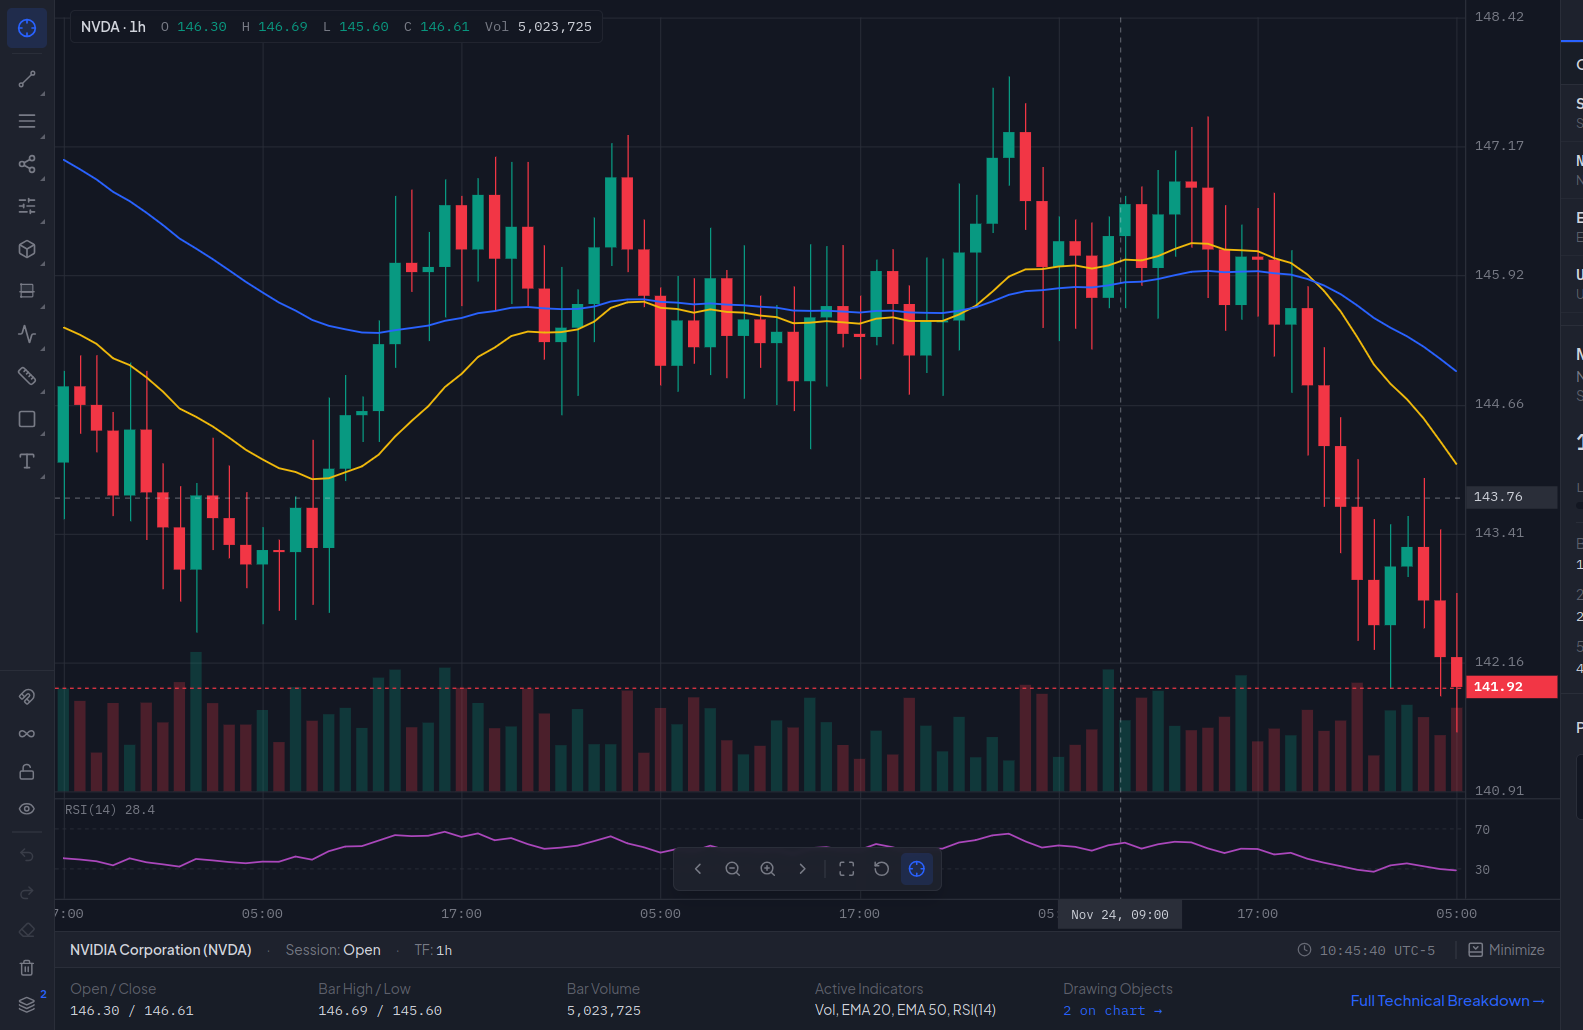 NVDA · 1h O 146.30 H 146.69 L 145.60 C 146.61 Vol 5,023,725
148.42
147.17
145.92
144.66
143.76
143.41
142.16
141.92
140.91
RSI(14) 28.4
70
30
7:00 05:00 17:00 05:00 17:00 05 Nov 24, 09:00 17:00 05:00
NVIDIA Corporation (NVDA) · Session: Open · TF: 1h 10:45:40 UTC-5 Minimize
Open / Close Bar High / Low Bar Volume Active Indicators Drawing Objects
146.30 / 146.61 146.69 / 145.60 5,023,725 Vol, EMA 20, EMA 50, RSI(14) 2 on chart → Full Technical Breakdown →
2